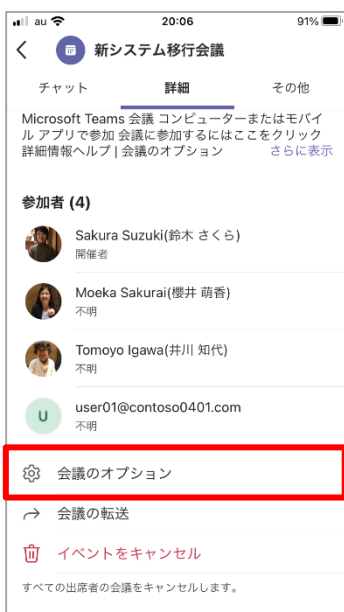 au 20:06 91%
新システム移行会議
チャット 詳細 その他
Microsoft Teams 会議 コンピューターまたはモバイ
ル アプリで参加 会議に参加するにはここをクリック
詳細情報ヘルプ | 会議のオプション さらに表示
参加者 (4)
Sakura Suzuki(鈴木 さくら)
開催者
Moeka Sakurai(櫻井 萌香)
不明
Tomoyo Igawa(井川 知代)
不明
U user01@contoso0401.com
不明
会議のオプション
会議の転送
イベントをキャンセル
すべての出席者の会議をキャンセルします。